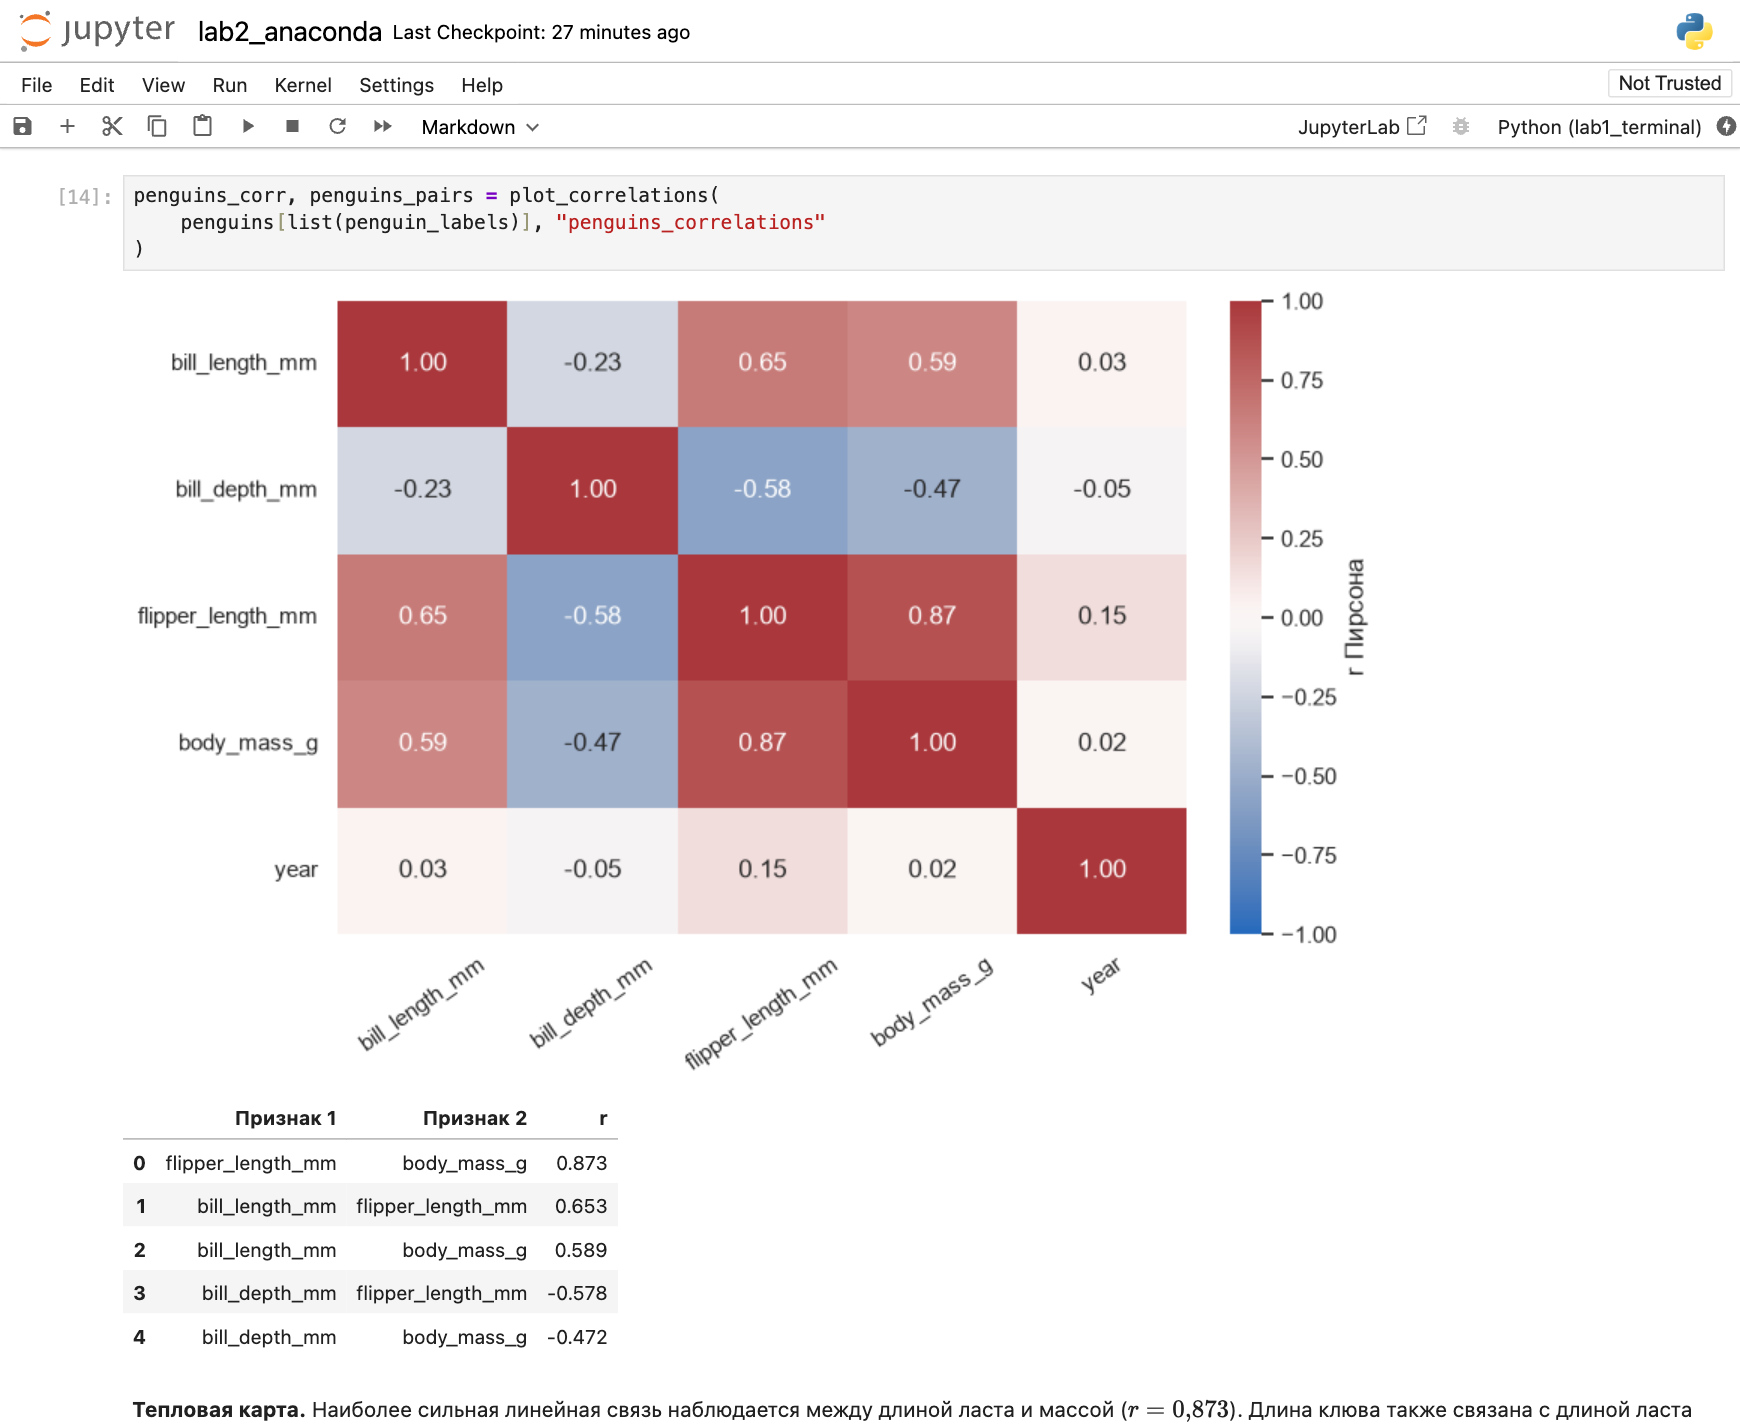 jupyter lab2_anaconda Last Checkpoint: 27 minutes ago
File Edit View Run Kernel Settings Help Not Trusted
Markdown JupyterLab Python (lab1_terminal)
[14]: penguins_corr, penguins_pairs = plot_correlations(
penguins[list(penguin_labels)], "penguins_correlations"
)
bill_length_mm 1.00 -0.23 0.65 0.59 0.03
bill_depth_mm -0.23 1.00 -0.58 -0.47 -0.05
flipper_length_mm 0.65 -0.58 1.00 0.87 0.15
body_mass_g 0.59 -0.47 0.87 1.00 0.02
year 0.03 -0.05 0.15 0.02 1.00
bill_length_mm bill_depth_mm flipper_length_mm body_mass_g year
1.00
0.75
0.50
0.25
0.00
−0.25
−0.50
−0.75
−1.00
r Пирсона
Признак 1 Признак 2 r
0 flipper_length_mm body_mass_g 0.873
1 bill_length_mm flipper_length_mm 0.653
2 bill_length_mm body_mass_g 0.589
3 bill_depth_mm flipper_length_mm -0.578
4 bill_depth_mm body_mass_g -0.472
Тепловая карта. Наиболее сильная линейная связь наблюдается между длиной ласта и массой (r = 0,873). Длина клюва также связана с длиной ласта